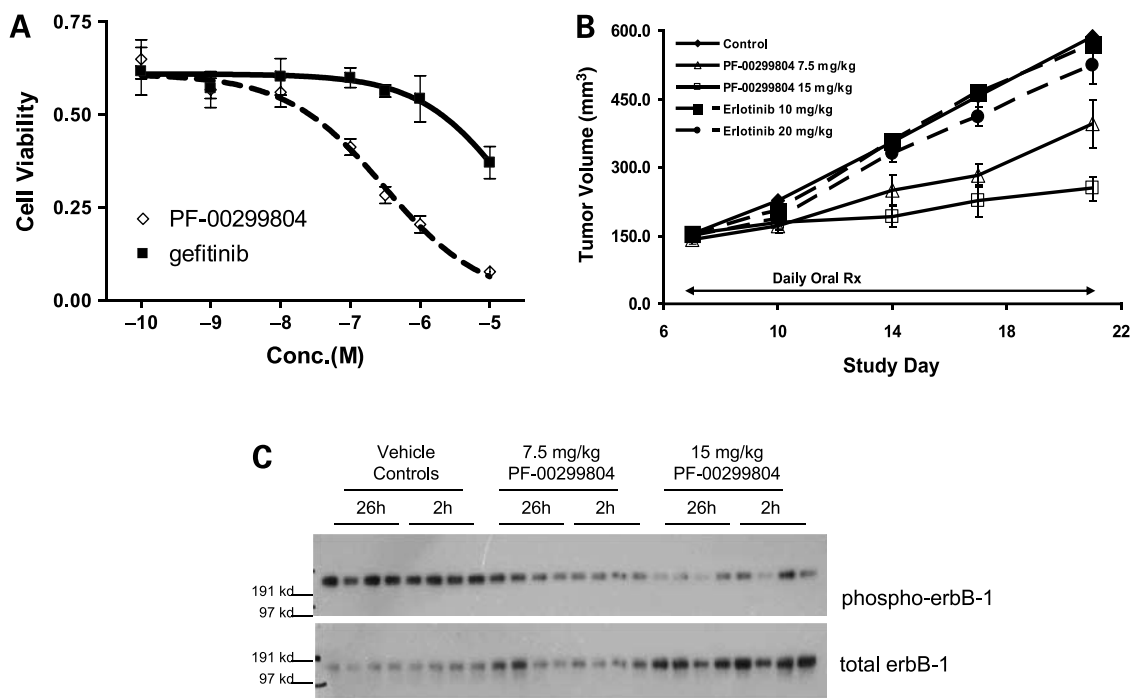 A
0.75
0.50
0.25
0.00
Cell Viability
PF-00299804
gefitinib
–10 –9 –8 –7 –6 –5
Conc.(M)
B
600.0
450.0
300.0
150.0
0.0
Tumor Volume (mm3)
Control
PF-00299804 7.5 mg/kg
PF-00299804 15 mg/kg
Erlotinib 10 mg/kg
Erlotinib 20 mg/kg
Daily Oral Rx
6 10 14 18 22
Study Day
C
Vehicle Controls
7.5 mg/kg PF-00299804
15 mg/kg PF-00299804
26h 2h 26h 2h 26h 2h
191 kd
97 kd
phospho-erbB-1
191 kd
97 kd
total erbB-1